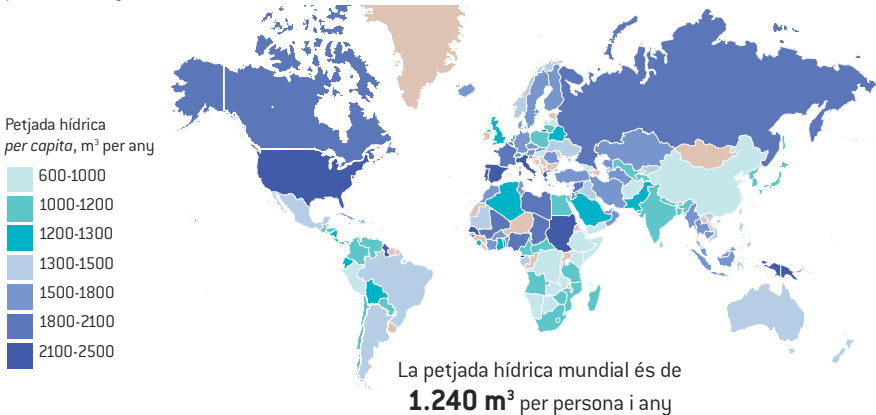 Petjada hídrica
per capita, m³ per any
600-1000
1000-1200
1200-1300
1300-1500
1500-1800
1800-2100
2100-2500
La petjada hídrica mundial és de
1.240 m³ per persona i any